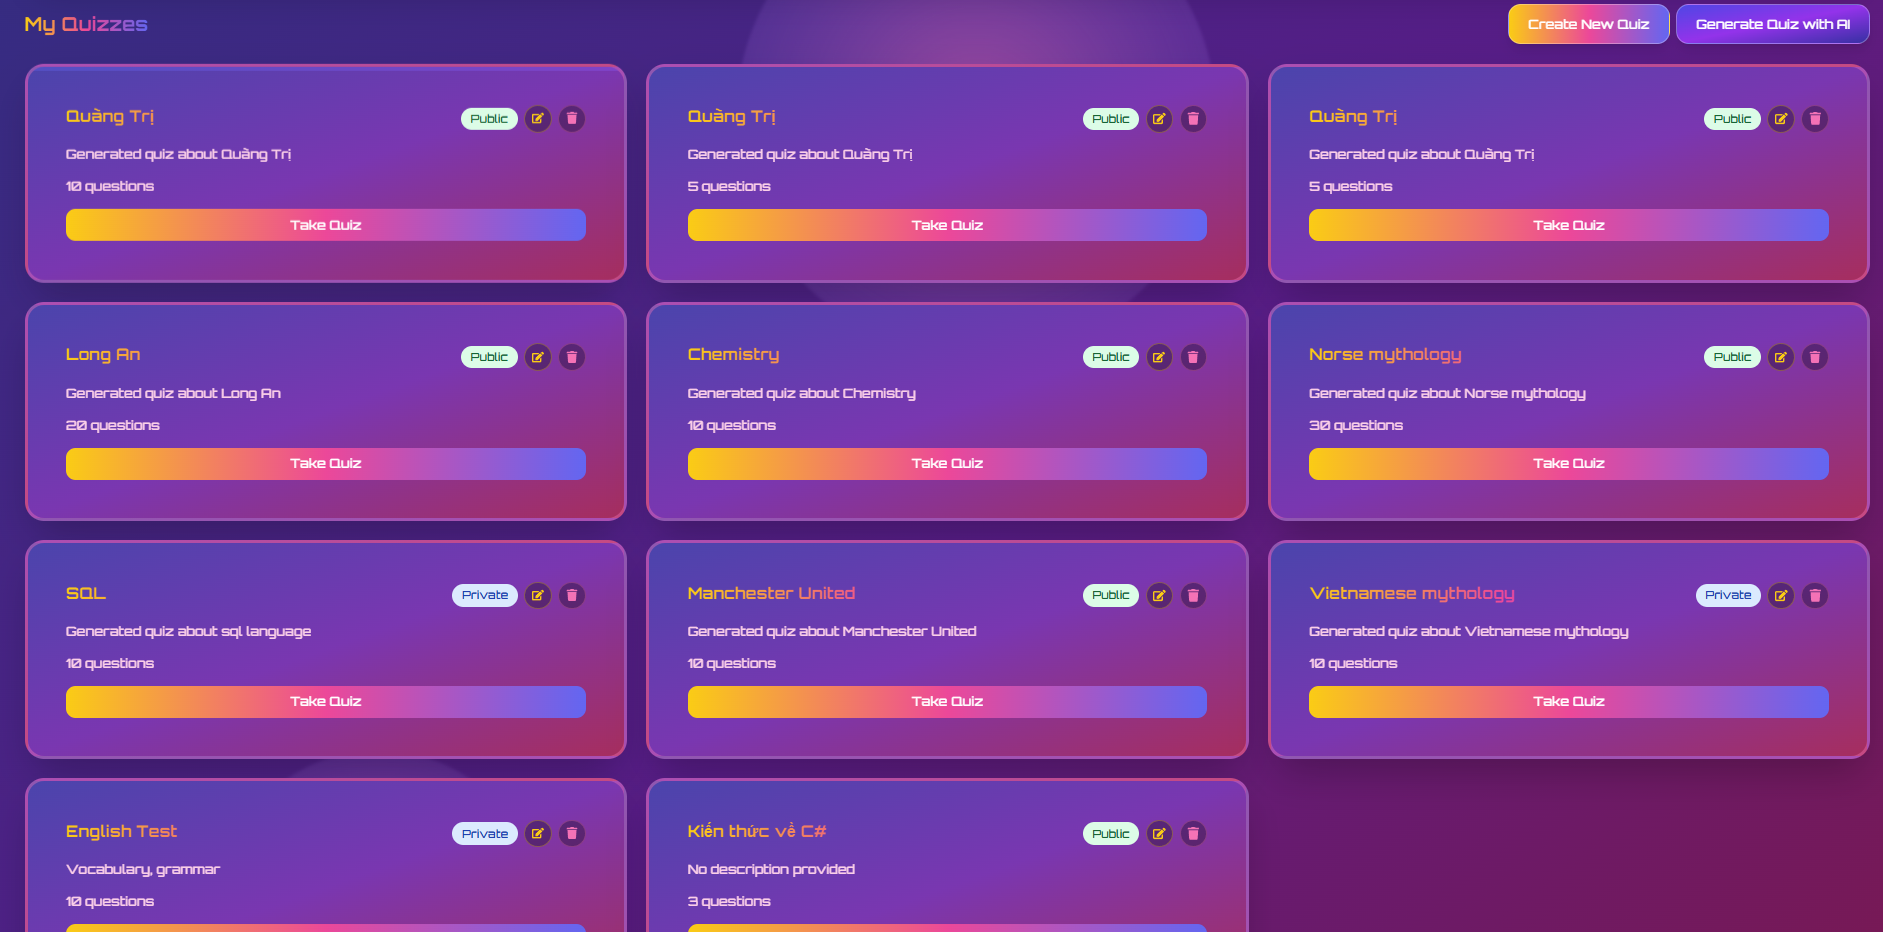 My Quizzes
Create New Quiz
Generate Quiz with AI
Quàng Trị
Public
Generated quiz about Quàng Trị
10 questions
Take Quiz
Quàng Trị
Public
Generated quiz about Quàng Trị
5 questions
Take Quiz
Quàng Trị
Public
Generated quiz about Quàng Trị
5 questions
Take Quiz
Long An
Public
Generated quiz about Long An
20 questions
Take Quiz
Chemistry
Public
Generated quiz about Chemistry
10 questions
Take Quiz
Norse mythology
Public
Generated quiz about Norse mythology
30 questions
Take Quiz
SQL
Private
Generated quiz about sql language
10 questions
Take Quiz
Manchester United
Public
Generated quiz about Manchester United
10 questions
Take Quiz
Vietnamese mythology
Private
Generated quiz about Vietnamese mythology
10 questions
Take Quiz
English Test
Private
Vocabulary, grammar
10 questions
Kiến thức về C#
Public
No description provided
3 questions